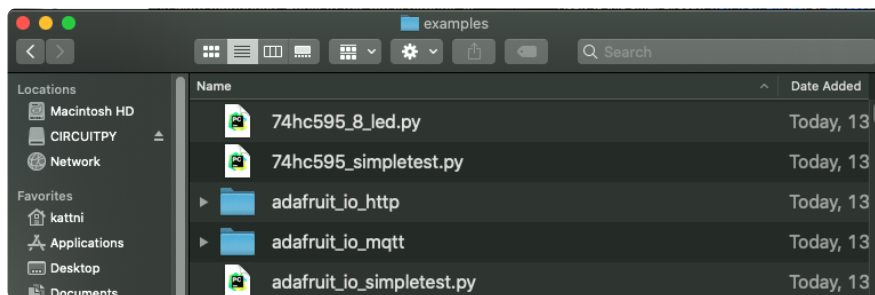 examples
Search
Locations
Macintosh HD
CIRCUITPY
Network
Favorites
kattni
Applications
Desktop
Documents
Name Date Added
74hc595_8_led.py Today, 13
74hc595_simpletest.py Today, 13
adafruit_io_http Today, 13
adafruit_io_mqtt Today, 13
adafruit_io_simpletest.py Today, 13